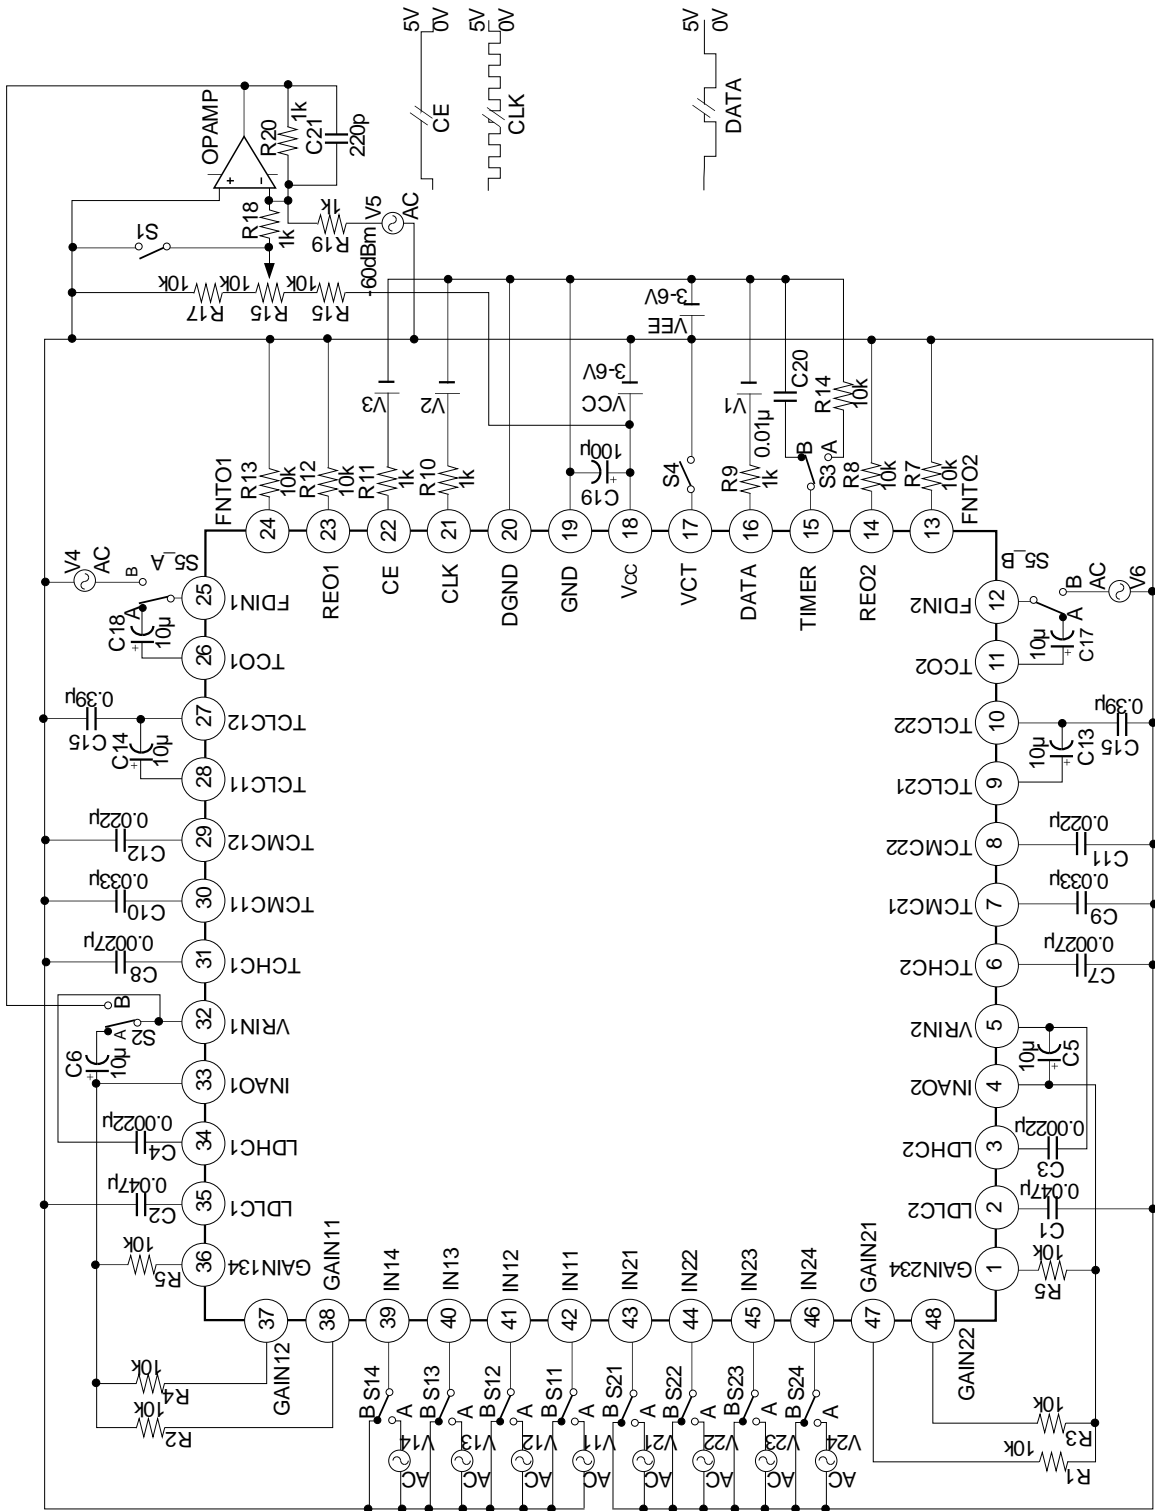 5V
0V
CE
5V
0V
CLK
5V
0V
DATA
OPAMP
+
−
R20
1k
C21
220p
R18
1k
R19
1k
V5
AC
-60dBm
S1
10k
R17
10k
R15
10k
R15
V3
V2
3-6V
VEE
3-6V
VCC
V1
C20
0.01µ
R14
10k
B
A
S3
S4
100µ
+
C19
R13
10k
R12
10k
R11
1k
R10
1k
R9
1k
R8
10k
R7
10k
FNTO1
24
23
REO1
22
CE
21
CLK
20
DGND
19
GND
18
Vcc
17
VCT
16
DATA
15
TIMER
14
REO2
13
FNTO2
V4
AC
B
A
S5_A
25
FDIN1
C18
10µ
+
26
TCO1
0.39µ
C15
27
TCLC12
C14
10µ
+
28
TCLC11
0.022µ
C12
29
TCMC12
0.033µ
C10
30
TCMC11
0.0027µ
C8
31
TCHC1
B
A
S2
32
VRIN1
C6
10µ
+
33
INAO1
0.0022µ
C4
34
LDHC1
0.047µ
C2
35
LDLC1
10k
R5
36
GAIN134
S5_B
B
A
AC
V6
12
FDIN2
10µ
+
C17
11
TCO2
0.39µ
C15
10
TCLC22
10µ
+
C13
9
TCLC21
0.022µ
C11
8
TCMC22
0.033µ
C9
7
TCMC21
0.0027µ
C7
6
TCHC2
5
VRIN2
10µ
+
C5
4
INAO2
0.0022µ
C3
3
LDHC2
0.047µ
C1
2
LDLC2
10k
R5
1
GAIN234
37
GAIN12
10k
R4
38
GAIN11
10k
R2
39
IN14
B S14
A
V14
AC
40
IN13
B S13
A
V13
AC
41
IN12
B S12
A
V12
AC
42
IN11
B S11
A
V11
AC
43
IN21
B S21
A
V21
AC
44
IN22
B S22
A
V22
AC
45
IN23
B S23
A
V23
AC
46
IN24
B S24
A
V24
AC
47
GAIN21
10k
R1
48
GAIN22
10k
R3